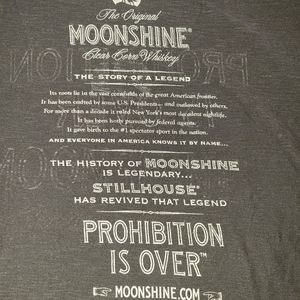 The Original
MOONSHINE®
Clear Corn Whiskey
THE STORY OF A LEGEND
Its roots lie in the vast cornfields of the great American frontier.
It has been crafted by some U.S. Presidents— and outlawed by others.
For more than a decade it ruled New York's most decadent nightlife.
It has been hotly pursued by federal agents.
It gave birth to the #1 spectator sport in the nation.
AND EVERYONE IN AMERICA KNOWS IT BY NAME...
THE HISTORY OF MOONSHINE
IS LEGENDARY...
STILLHOUSE®
HAS REVIVED THAT LEGEND
PROHIBITION
IS OVER™
MOONSHINE.COM